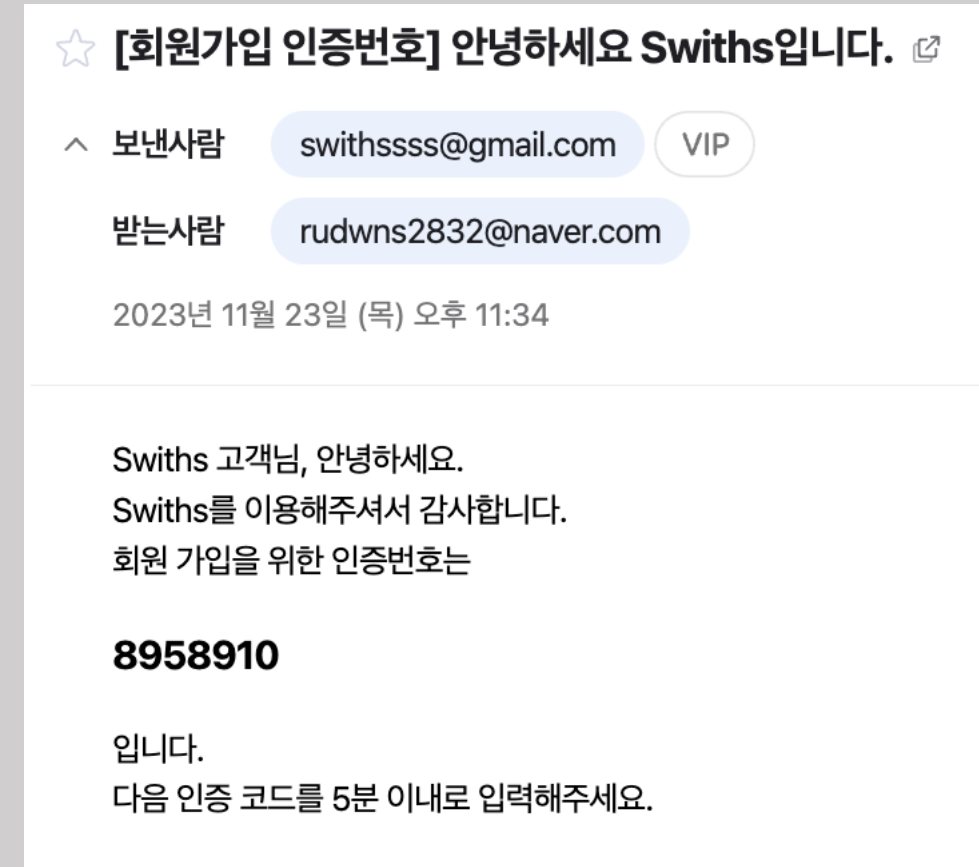 [회원가입 인증번호] 안녕하세요 Swiths입니다.
보낸사람 swithssss@gmail.com VIP
받는사람 rudwns2832@naver.com
2023년 11월 23일 (목) 오후 11:34
Swiths 고객님, 안녕하세요.
Swiths를 이용해주셔서 감사합니다.
회원 가입을 위한 인증번호는
8958910
입니다.
다음 인증 코드를 5분 이내로 입력해주세요.